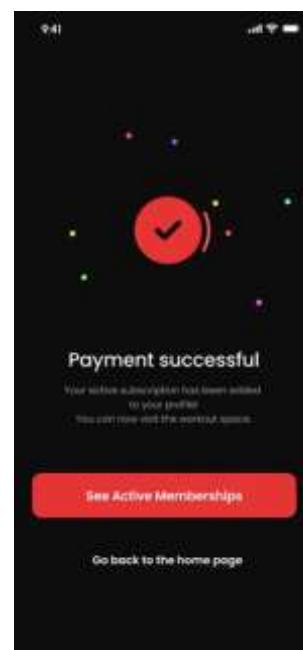 9:41
Payment successful
Your active subscription has been added
to your profile!
You can now visit the workout space.
See Active Memberships
Go back to the home page